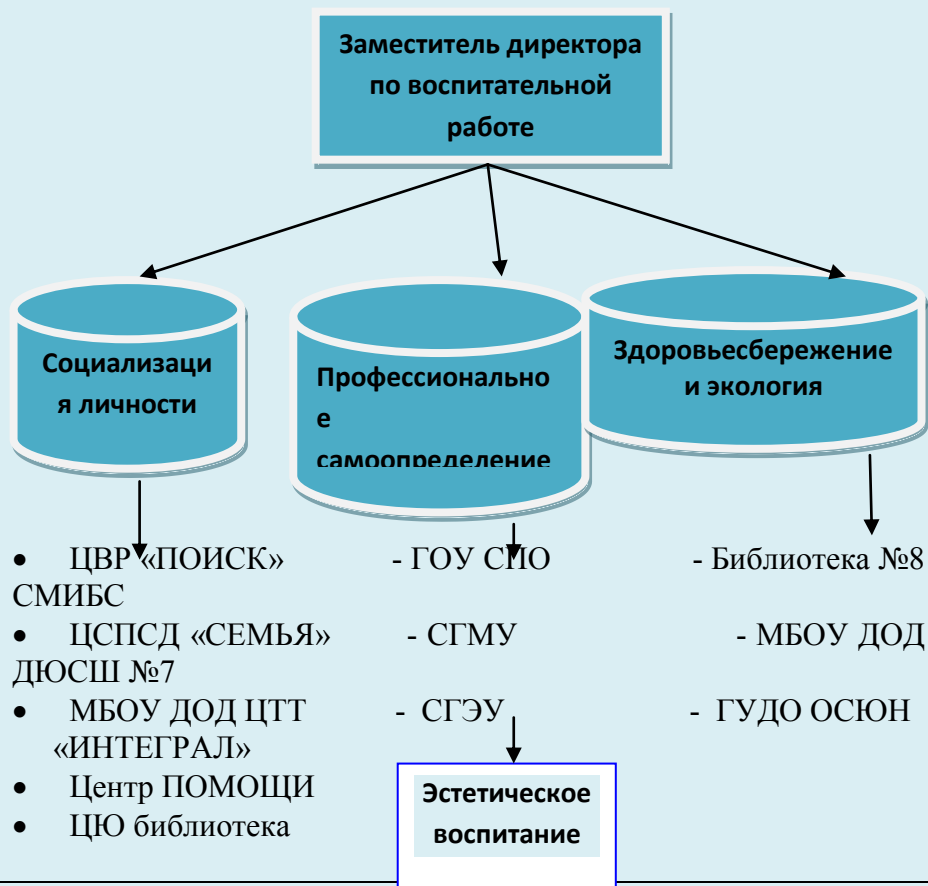 Заместитель директора
по воспитательной
работе
Социализаци
я личности
Профессионально
е
самоопределение
Здоровьесбережение
и экология
• ЦВР «ПОИСК» - ГОУ СПО - Библиотека №8
СМИБС
• ЦСПСД «СЕМЬЯ» - СГМУ - МБОУ ДОД
ДЮСШ №7
• МБОУ ДОД ЦТТ - СГЭУ - ГУДО ОСЮН
«ИНТЕГРАЛ»
• Центр ПОМОЩИ
• ЦЮ библиотека
Эстетическое
воспитание